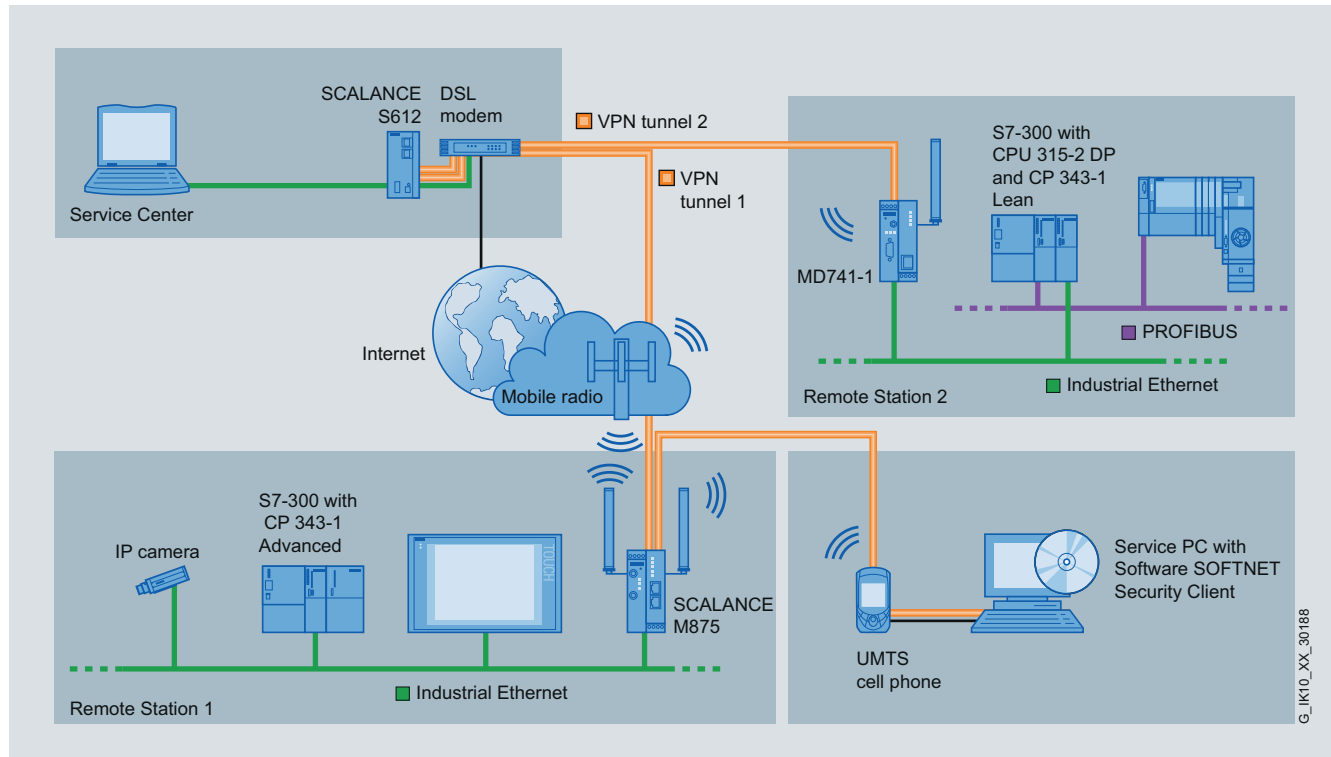 SCALANCE
S612
DSL
modem
Service Center
VPN tunnel 2
VPN
tunnel 1
S7-300 with
CPU 315-2 DP
and CP 343-1
Lean
MD741-1
PROFIBUS
Industrial Ethernet
Remote Station 2
Internet
Mobile radio
IP camera
S7-300 with
CP 343-1
Advanced
TOUCH
SCALANCE
M875
Industrial Ethernet
Remote Station 1
UMTS
cell phone
Service PC with
Software SOFTNET
Security Client
G_IK10_XX_30188